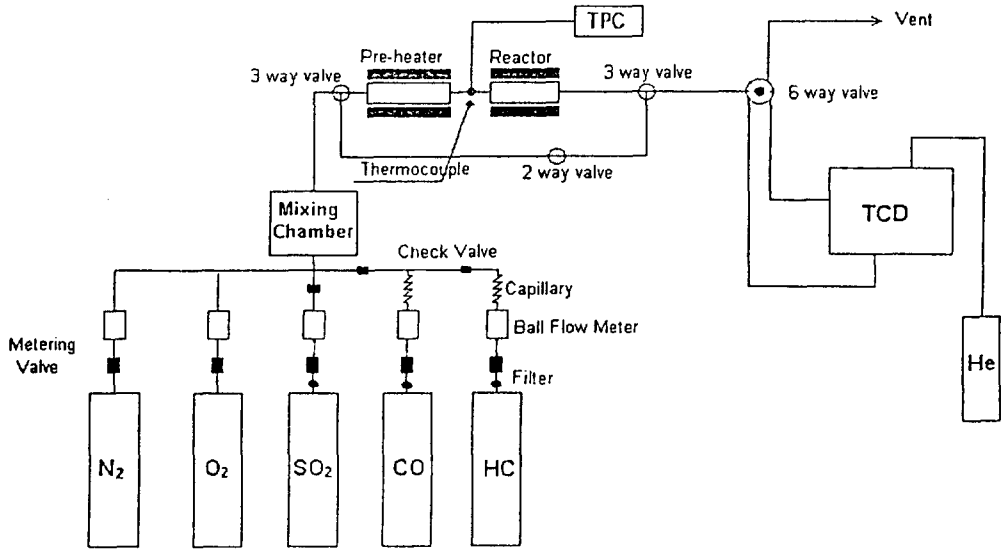 TPC
Vent
Pre-heater
Reactor
3 way valve
3 way valve
6 way valve
Thermocouple
2 way valve
Mixing
Chamber
TCD
Check Valve
Capillary
Ball Flow Meter
Metering
Valve
Filter
He
N2
O2
SO2
CO
HC